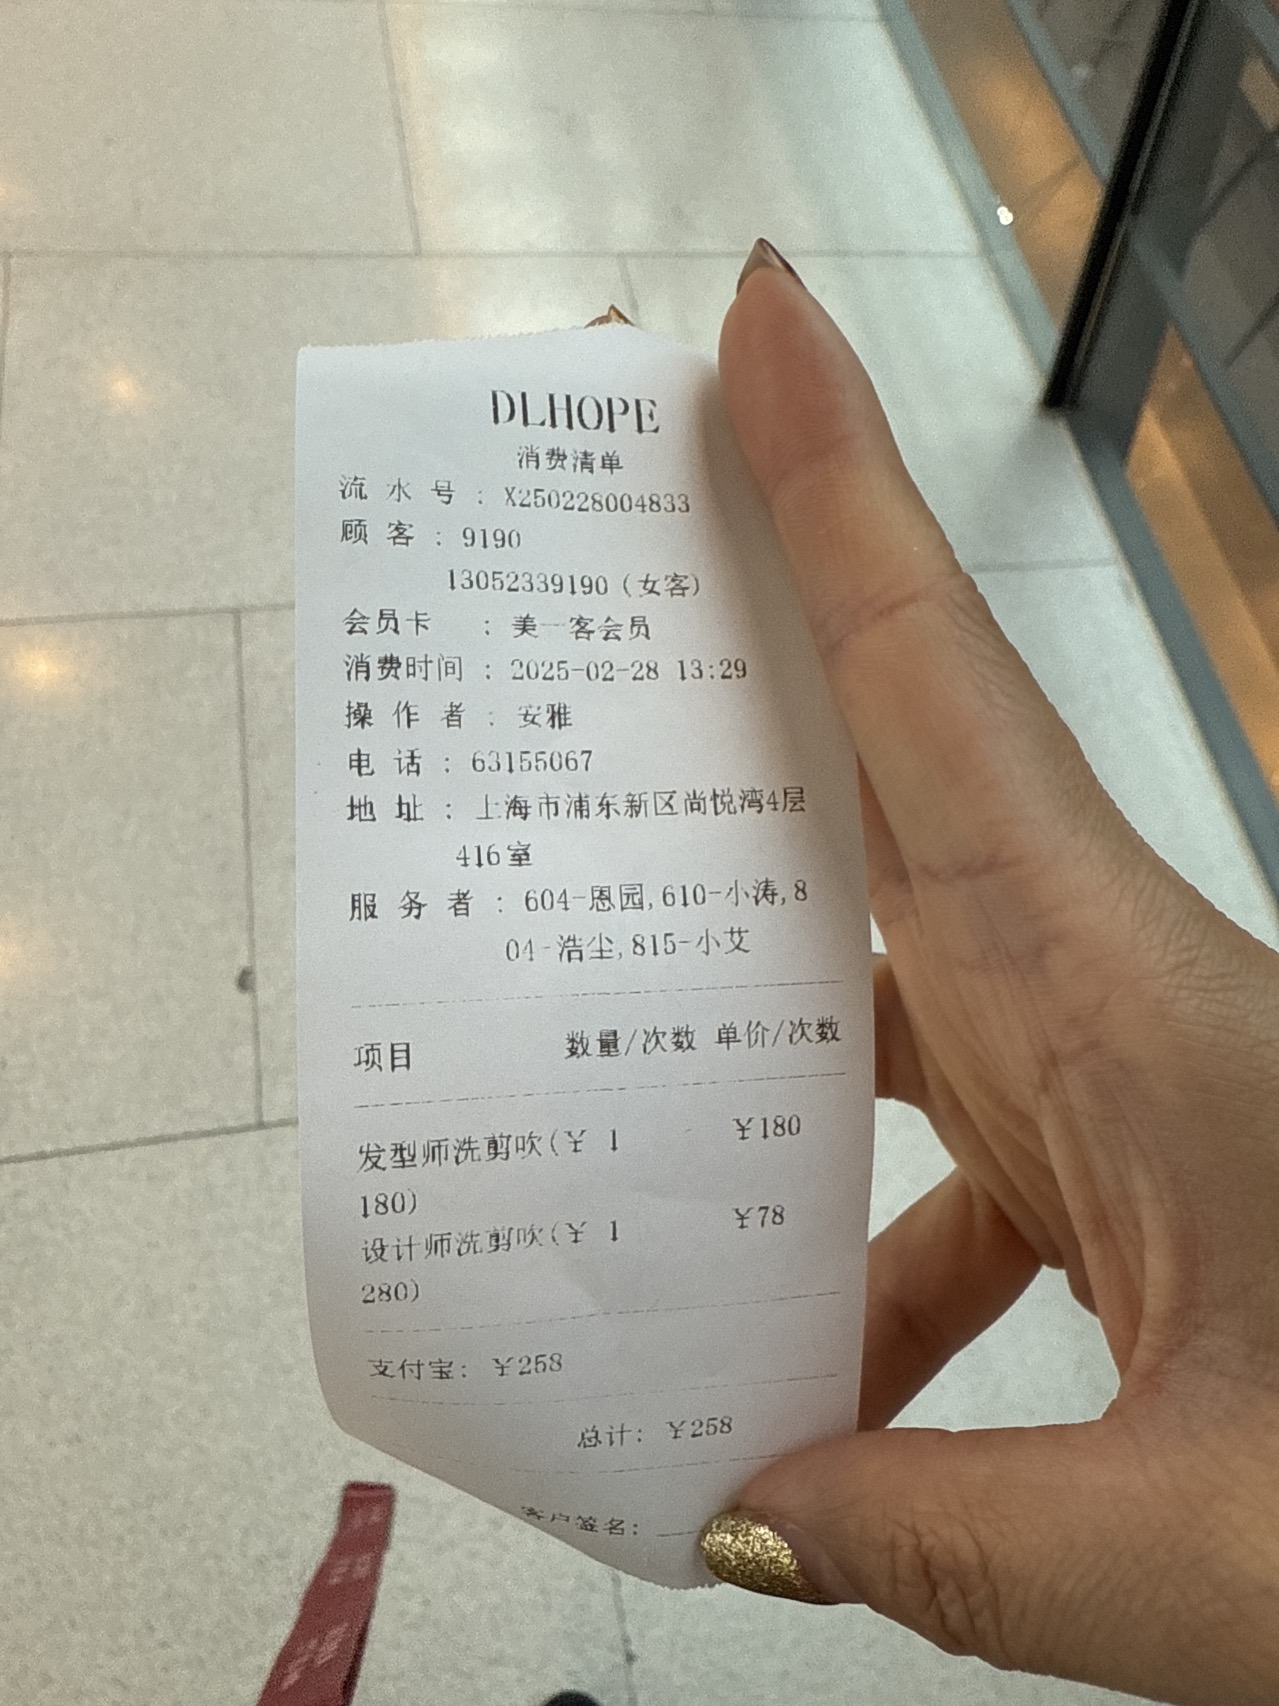 DLHOPE
消费清单
流水号：X250228004833
顾客：9190
13052339190（女客）
会员卡：美一客会员
消费时间：2025-02-28 13:29
操作者：安雅
电话：63155067
地址：上海市浦东新区尚悦湾4层
416室
服务者：604-恩园,610-小涛,8
04-浩尘,815-小艾
项目 数量/次数 单价/次数
发型师洗剪吹(¥ 1 ¥180
180)
设计师洗剪吹(¥ 1 ¥78
280)
支付宝: ¥258
总计: ¥258
客户签名: